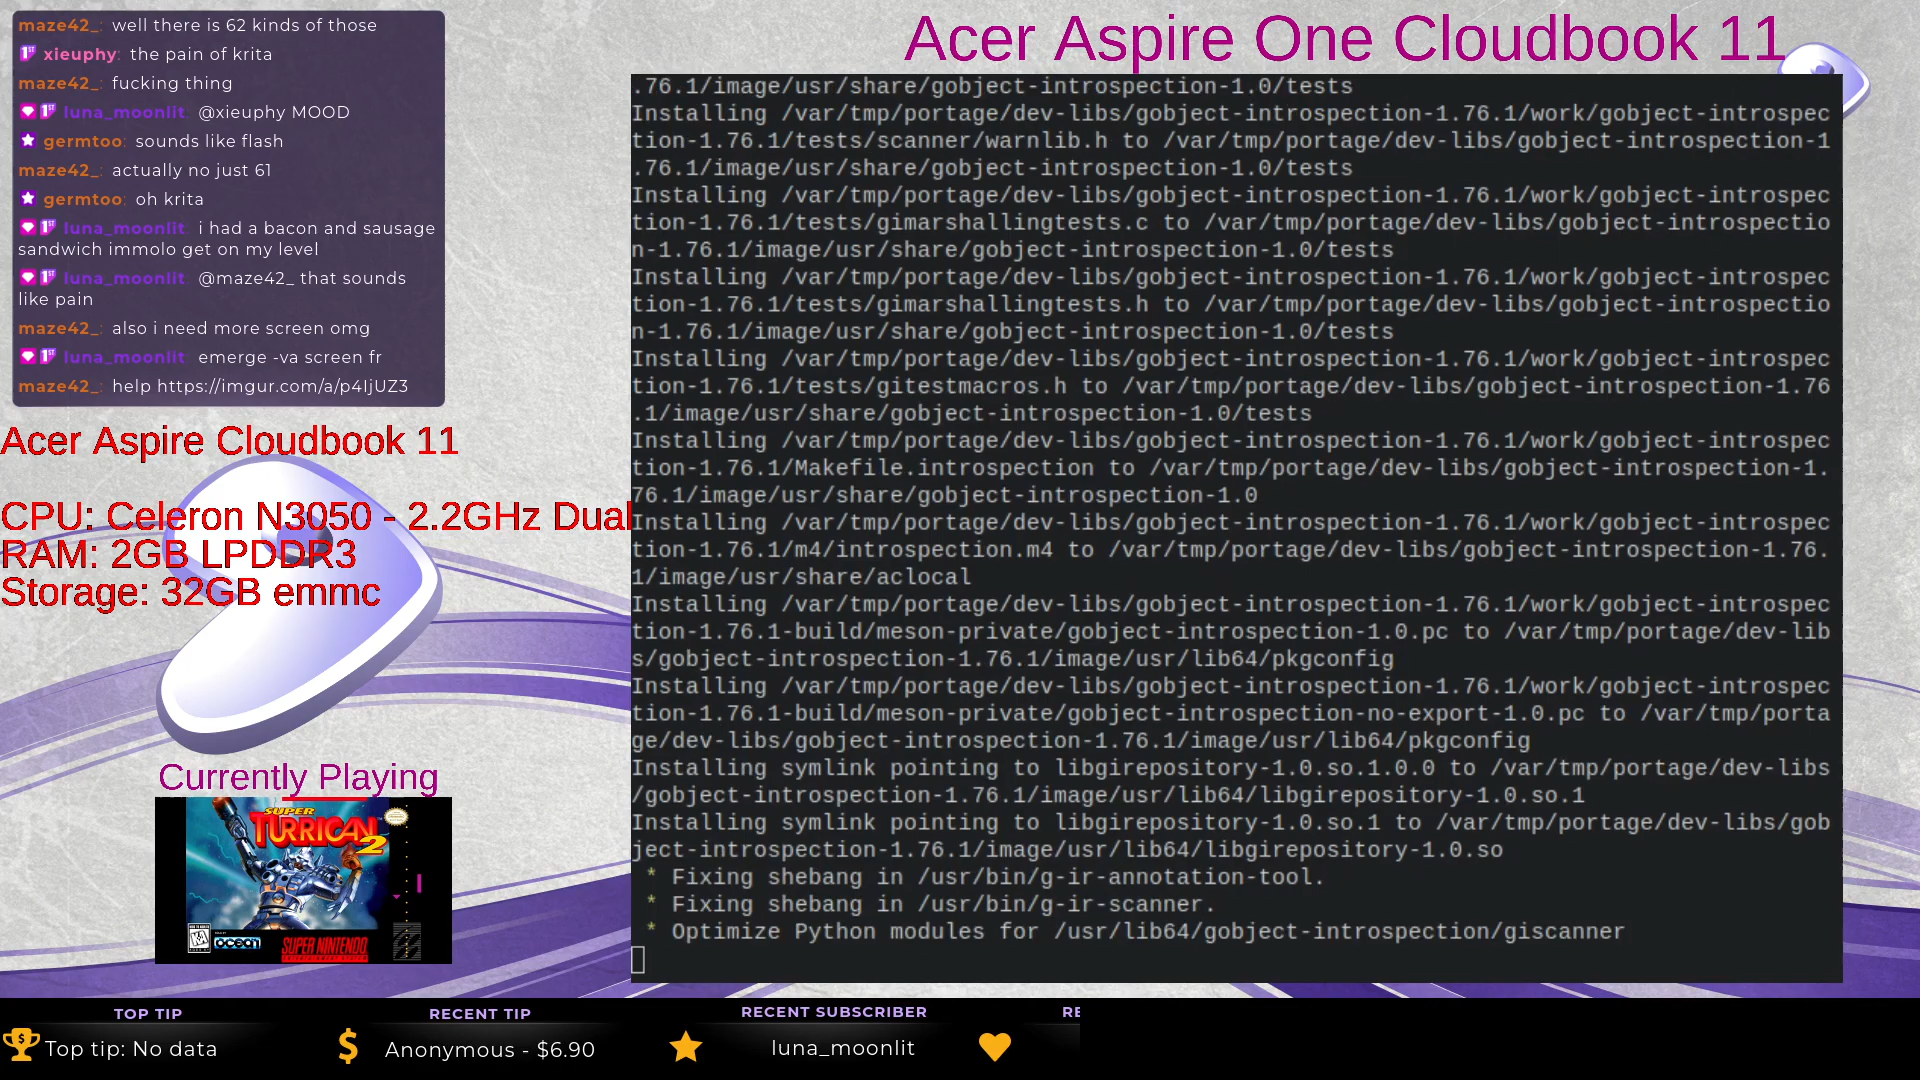 maze42_: well there is 62 kinds of those
xieuphy: the pain of krita
maze42_: fucking thing
luna_moonlit: @xieuphy MOOD
germtoo: sounds like flash
maze42_: actually no just 61
germtoo: oh krita
luna_moonlit: i had a bacon and sausage
sandwich immolo get on my level
luna_moonlit: @maze42_ that sounds
like pain
maze42_: also i need more screen omg
luna_moonlit: emerge -va screen fr
maze42_: help https://imgur.com/a/p4IjUZ3
Acer Aspire Cloudbook 11
CPU: Celeron N3050 - 2.2GHz Dual
RAM: 2GB LPDDR3
Storage: 32GB emmc
Currently Playing
SUPER
TURRICAN
2
KA
ocean
SUPER NINTENDO
Acer Aspire One Cloudbook 11
.76.1/image/usr/share/gobject-introspection-1.0/tests
Installing /var/tmp/portage/dev-libs/gobject-introspection-1.76.1/work/gobject-introspec
tion-1.76.1/tests/scanner/warnlib.h to /var/tmp/portage/dev-libs/gobject-introspection-1
.76.1/image/usr/share/gobject-introspection-1.0/tests
Installing /var/tmp/portage/dev-libs/gobject-introspection-1.76.1/work/gobject-introspec
tion-1.76.1/tests/gimarshallingtests.c to /var/tmp/portage/dev-libs/gobject-introspectio
n-1.76.1/image/usr/share/gobject-introspection-1.0/tests
Installing /var/tmp/portage/dev-libs/gobject-introspection-1.76.1/work/gobject-introspec
tion-1.76.1/tests/gimarshallingtests.h to /var/tmp/portage/dev-libs/gobject-introspectio
n-1.76.1/image/usr/share/gobject-introspection-1.0/tests
Installing /var/tmp/portage/dev-libs/gobject-introspection-1.76.1/work/gobject-introspec
tion-1.76.1/tests/gitestmacros.h to /var/tmp/portage/dev-libs/gobject-introspection-1.76
.1/image/usr/share/gobject-introspection-1.0/tests
Installing /var/tmp/portage/dev-libs/gobject-introspection-1.76.1/work/gobject-introspec
tion-1.76.1/Makefile.introspection to /var/tmp/portage/dev-libs/gobject-introspection-1.
76.1/image/usr/share/gobject-introspection-1.0
Installing /var/tmp/portage/dev-libs/gobject-introspection-1.76.1/work/gobject-introspec
tion-1.76.1/m4/introspection.m4 to /var/tmp/portage/dev-libs/gobject-introspection-1.76.
1/image/usr/share/aclocal
Installing /var/tmp/portage/dev-libs/gobject-introspection-1.76.1/work/gobject-introspec
tion-1.76.1-build/meson-private/gobject-introspection-1.0.pc to /var/tmp/portage/dev-lib
s/gobject-introspection-1.76.1/image/usr/lib64/pkgconfig
Installing /var/tmp/portage/dev-libs/gobject-introspection-1.76.1/work/gobject-introspec
tion-1.76.1-build/meson-private/gobject-introspection-no-export-1.0.pc to /var/tmp/porta
ge/dev-libs/gobject-introspection-1.76.1/image/usr/lib64/pkgconfig
Installing symlink pointing to libgirepository-1.0.so.1.0.0 to /var/tmp/portage/dev-libs
/gobject-introspection-1.76.1/image/usr/lib64/libgirepository-1.0.so.1
Installing symlink pointing to libgirepository-1.0.so.1 to /var/tmp/portage/dev-libs/gob
ject-introspection-1.76.1/image/usr/lib64/libgirepository-1.0.so
* Fixing shebang in /usr/bin/g-ir-annotation-tool.
* Fixing shebang in /usr/bin/g-ir-scanner.
* Optimize Python modules for /usr/lib64/gobject-introspection/giscanner
TOP TIP
Top tip: No data
RECENT TIP
Anonymous - $6.90
RECENT SUBSCRIBER
luna_moonlit
RE